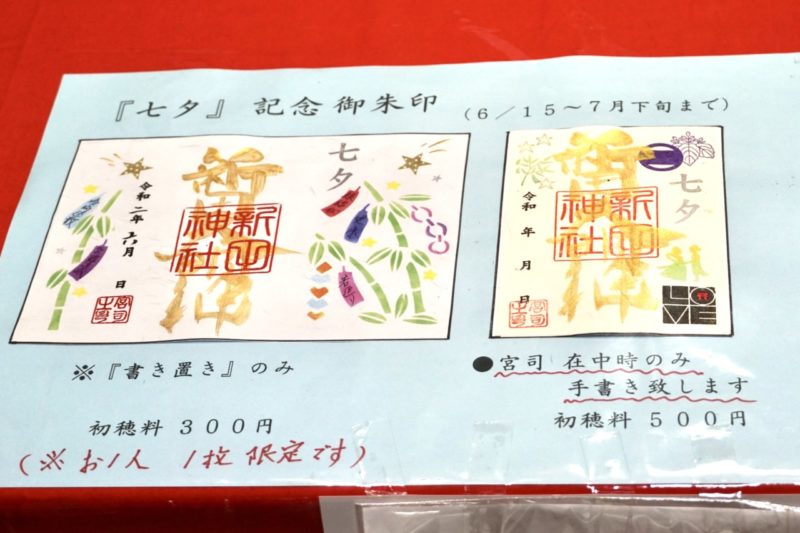 『七夕』 記念御朱印 (6／15～7月下旬まで)
七夕
令和二年 六月 日
新田神社
宮司
七夕
令和 年 月 日
新田神社
宮司
LOVE
※『書き置き』のみ
初穂料 ３００円
(※ お1人 1枚 限定です)
●宮司 在中時のみ
手書き致します
初穂料 ５００円